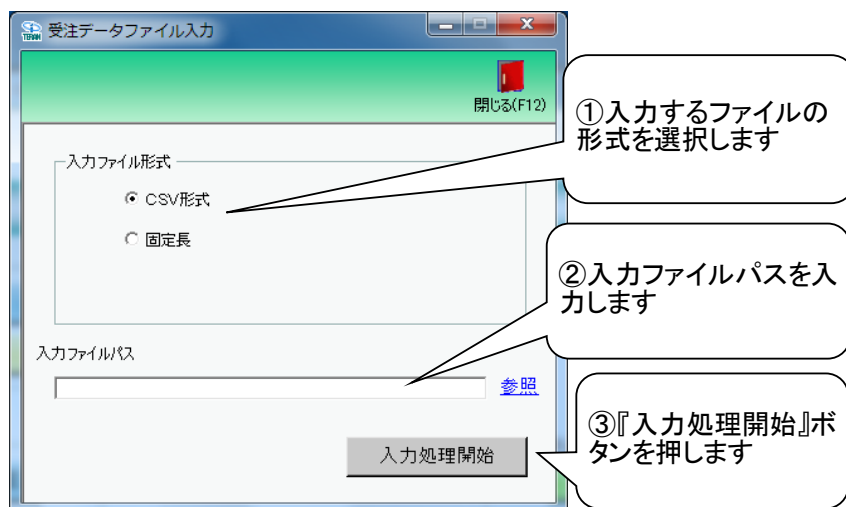 TERAN
受注データファイル入力
閉じる(F12)
①入力するファイルの
形式を選択します
入力ファイル形式
CSV形式
固定長
②入力ファイルパスを入
力します
入力ファイルパス
参照
③『入力処理開始』ボ
タンを押します
入力処理開始